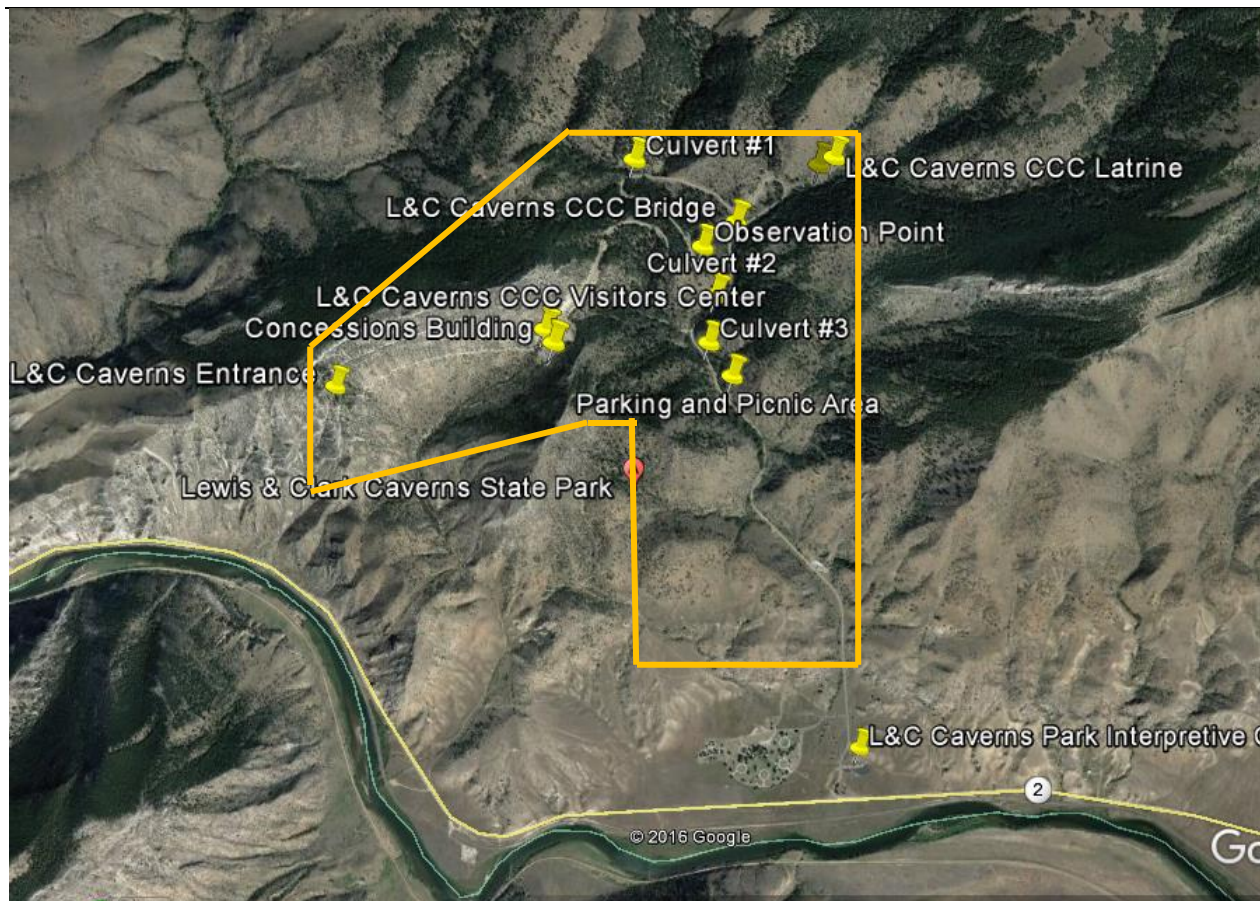 Culvert #1
L&C Caverns CCC Latrine
L&C Caverns CCC Bridge
Observation Point
Culvert #2
L&C Caverns CCC Visitors Center
Concessions Building
Culvert #3
L&C Caverns Entrance
Parking and Picnic Area
Lewis & Clark Caverns State Park
L&C Caverns Park Interpretive
2
© 2016 Google